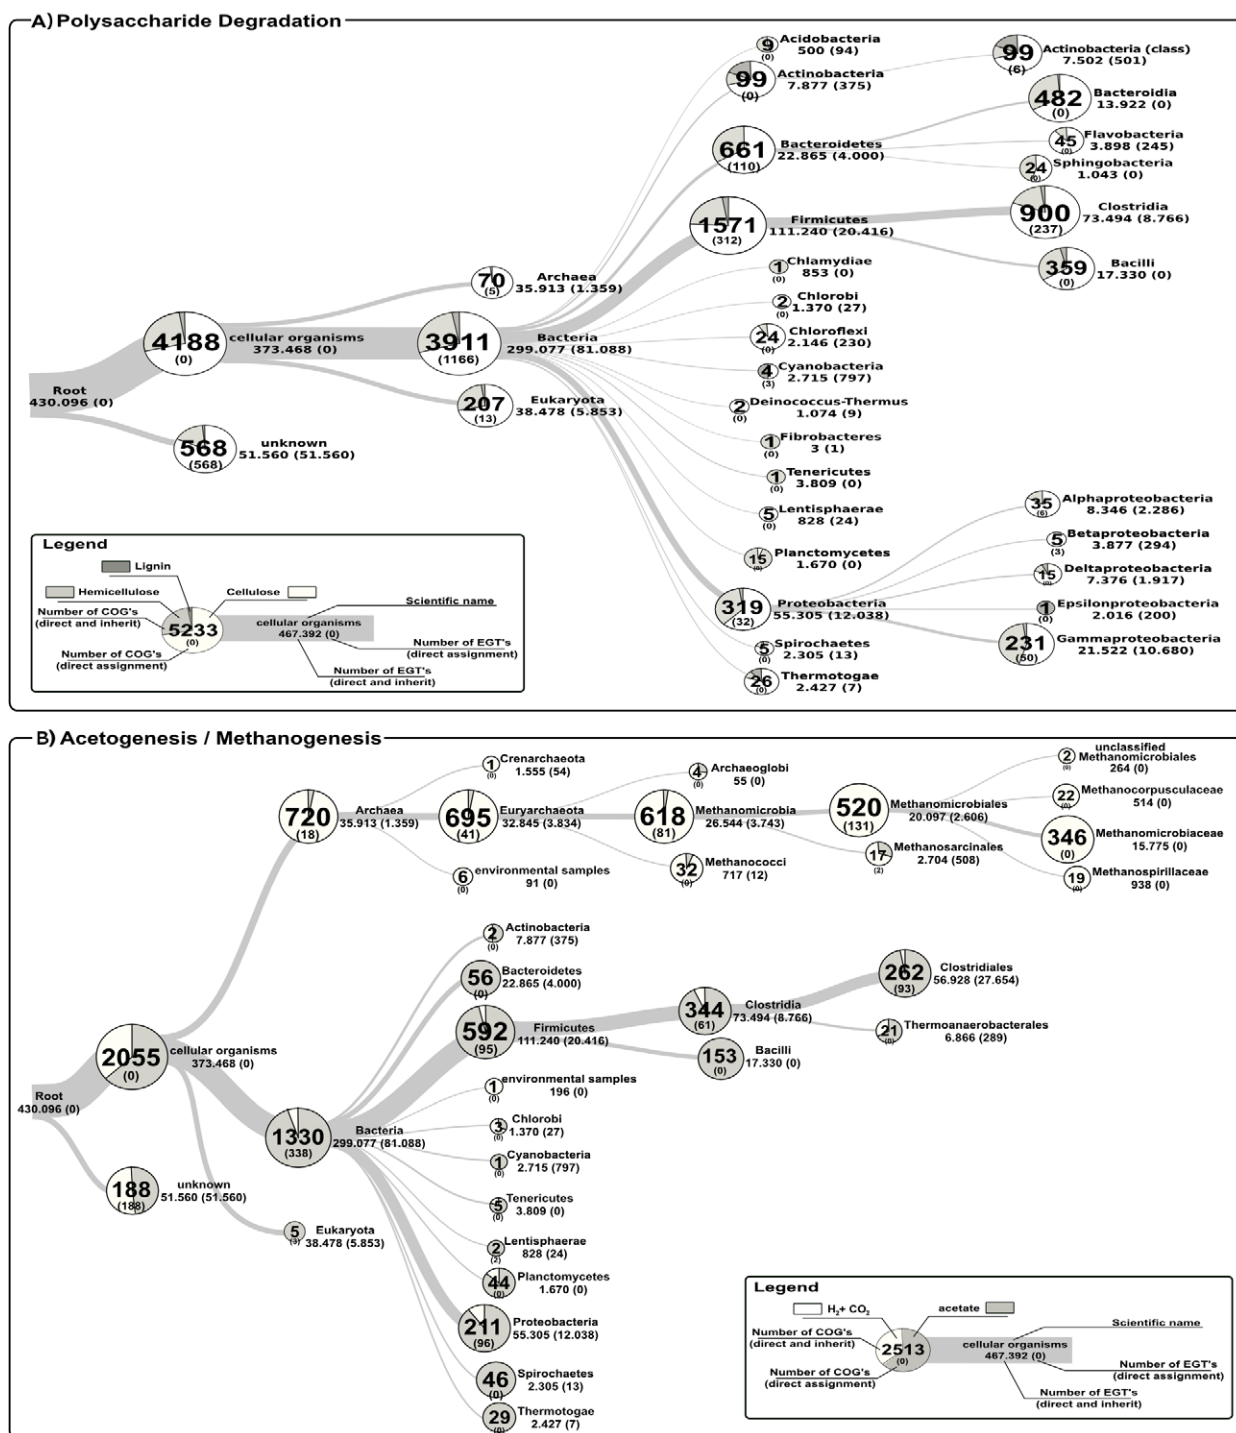 A) Polysaccharide Degradation
9
(0)
Acidobacteria
500 (94)
99
(0)
Actinobacteria
7.877 (375)
99
(6)
Actinobacteria (class)
7.502 (501)
482
(0)
Bacteroidia
13.922 (0)
661
(110)
Bacteroidetes
22.865 (4.000)
45
(0)
Flavobacteria
3.898 (245)
24
(0)
Sphingobacteria
1.043 (0)
1571
(312)
Firmicutes
111.240 (20.416)
900
(237)
Clostridia
73.494 (8.766)
359
(0)
Bacilli
17.330 (0)
1
(0)
Chlamydiae
853 (0)
70
(5)
Archaea
35.913 (1.359)
2
(0)
Chlorobi
1.370 (27)
4188
(0)
cellular organisms
373.468 (0)
3911
(1166)
Bacteria
299.077 (81.088)
24
(0)
Chloroflexi
2.146 (230)
4
(3)
Cyanobacteria
2.715 (797)
Root
430.096 (0)
207
(13)
Eukaryota
38.478 (5.853)
2
(0)
Deinococcus-Thermus
1.074 (9)
568
(568)
unknown
51.560 (51.560)
1
(0)
Fibrobacteres
3 (1)
1
(0)
Tenericutes
3.809 (0)
5
(0)
Lentisphaerae
828 (24)
15
(0)
Planctomycetes
1.670 (0)
319
(32)
Proteobacteria
55.305 (12.038)
35
(6)
Alphaproteobacteria
8.346 (2.286)
5
(3)
Betaproteobacteria
3.877 (294)
15
(0)
Deltaproteobacteria
7.376 (1.917)
1
(0)
Epsilonproteobacteria
2.016 (200)
231
(50)
Gammaproteobacteria
21.522 (10.680)
5
(0)
Spirochaetes
2.305 (13)
26
(0)
Thermotogae
2.427 (7)
Legend
Lignin
Hemicellulose
Cellulose
Number of COG's
(direct and inherit)
5233
(0)
Scientific name
cellular organisms
467.392 (0)
Number of COG's
(direct assignment)
Number of EGT's
(direct assignment)
Number of EGT's
(direct and inherit)
B) Acetogenesis / Methanogenesis
1
(0)
Crenarchaeota
1.555 (54)
720
(18)
Archaea
35.913 (1.359)
695
(41)
Euryarchaeota
32.845 (3.834)
6
(0)
environmental samples
91 (0)
4
(0)
Archaeoglobi
55 (0)
618
(81)
Methanomicrobia
26.544 (3.743)
32
(0)
Methanococci
717 (12)
520
(131)
Methanomicrobiales
20.097 (2.606)
17
(2)
Methanosarcinales
2.704 (508)
2
(0)
unclassified
Methanomicrobiales
264 (0)
22
(0)
Methanocorpusculaceae
514 (0)
346
(0)
Methanomicrobiaceae
15.775 (0)
19
(0)
Methanospirillaceae
938 (0)
2
(0)
Actinobacteria
7.877 (375)
56
(0)
Bacteroidetes
22.865 (4.000)
592
(95)
Firmicutes
111.240 (20.416)
344
(61)
Clostridia
73.494 (8.766)
262
(93)
Clostridiales
56.928 (27.654)
21
(0)
Thermoanaerobacterales
6.866 (289)
153
(0)
Bacilli
17.330 (0)
2055
(0)
cellular organisms
373.468 (0)
Root
430.096 (0)
1
(0)
environmental samples
196 (0)
1330
(338)
Bacteria
299.077 (81.088)
3
(0)
Chlorobi
1.370 (27)
1
(0)
Cyanobacteria
2.715 (797)
188
(188)
unknown
51.560 (51.560)
5
(3)
Eukaryota
38.478 (5.853)
5
(0)
Tenericutes
3.809 (0)
2
(2)
Lentisphaerae
828 (24)
44
(0)
Planctomycetes
1.670 (0)
211
(96)
Proteobacteria
55.305 (12.038)
46
(0)
Spirochaetes
2.305 (13)
29
(0)
Thermotogae
2.427 (7)
Legend
H₂+ CO₂
acetate
Number of COG's
(direct and inherit)
2513
(0)
Scientific name
cellular organisms
467.392 (0)
Number of COG's
(direct assignment)
Number of EGT's
(direct assignment)
Number of EGT's
(direct and inherit)